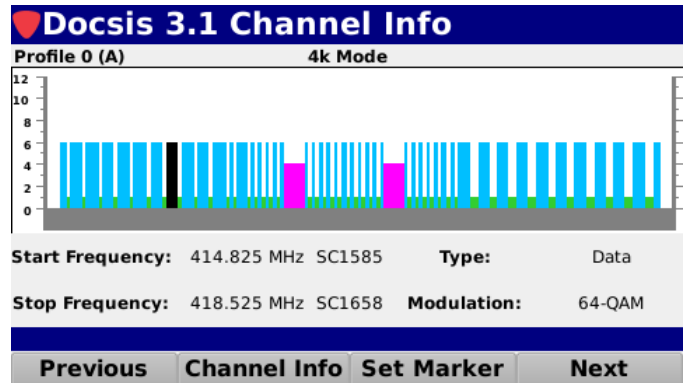 Docsis 3.1 Channel Info
Profile 0 (A) 4k Mode
12
10
8
6
4
2
0
Start Frequency: 414.825 MHz SC1585 Type: Data
Stop Frequency: 418.525 MHz SC1658 Modulation: 64-QAM
Previous Channel Info Set Marker Next